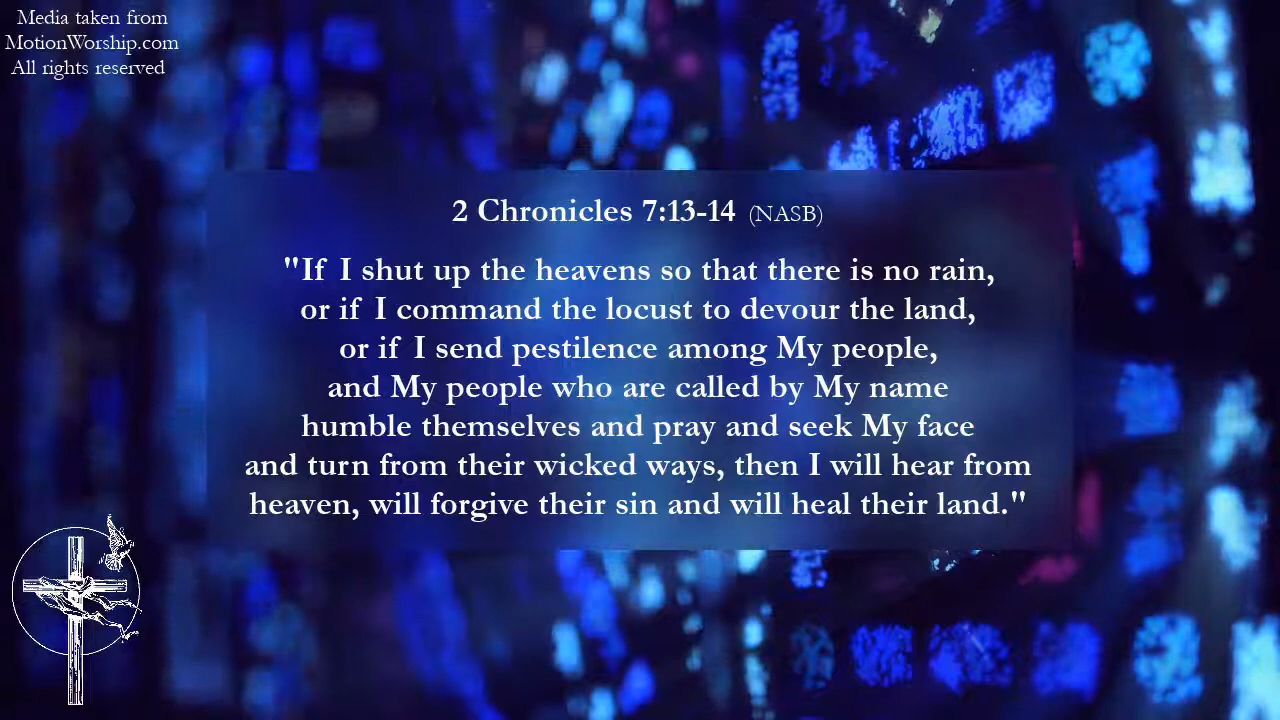 Media taken from
MotionWorship.com
All rights reserved
2 Chronicles 7:13-14 (NASB)
"If I shut up the heavens so that there is no rain,
or if I command the locust to devour the land,
or if I send pestilence among My people,
and My people who are called by My name
humble themselves and pray and seek My face
and turn from their wicked ways, then I will hear from
heaven, will forgive their sin and will heal their land."